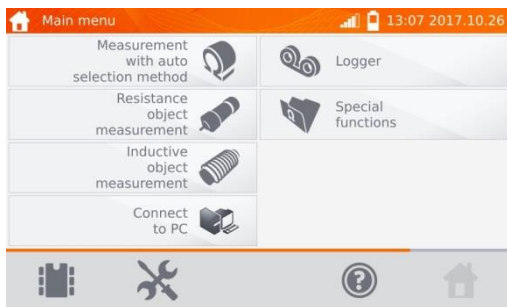 Main menu
13:07 2017.10.26
Measurement
with auto
selection method
Logger
Resistance
object
measurement
Special
functions
Inductive
object
measurement
Connect
to PC
?